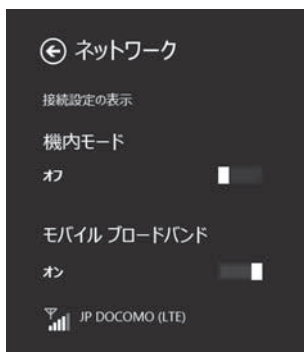 ネットワーク
接続設定の表示
機内モード
オフ
モバイル ブロードバンド
オン
JP DOCOMO (LTE)